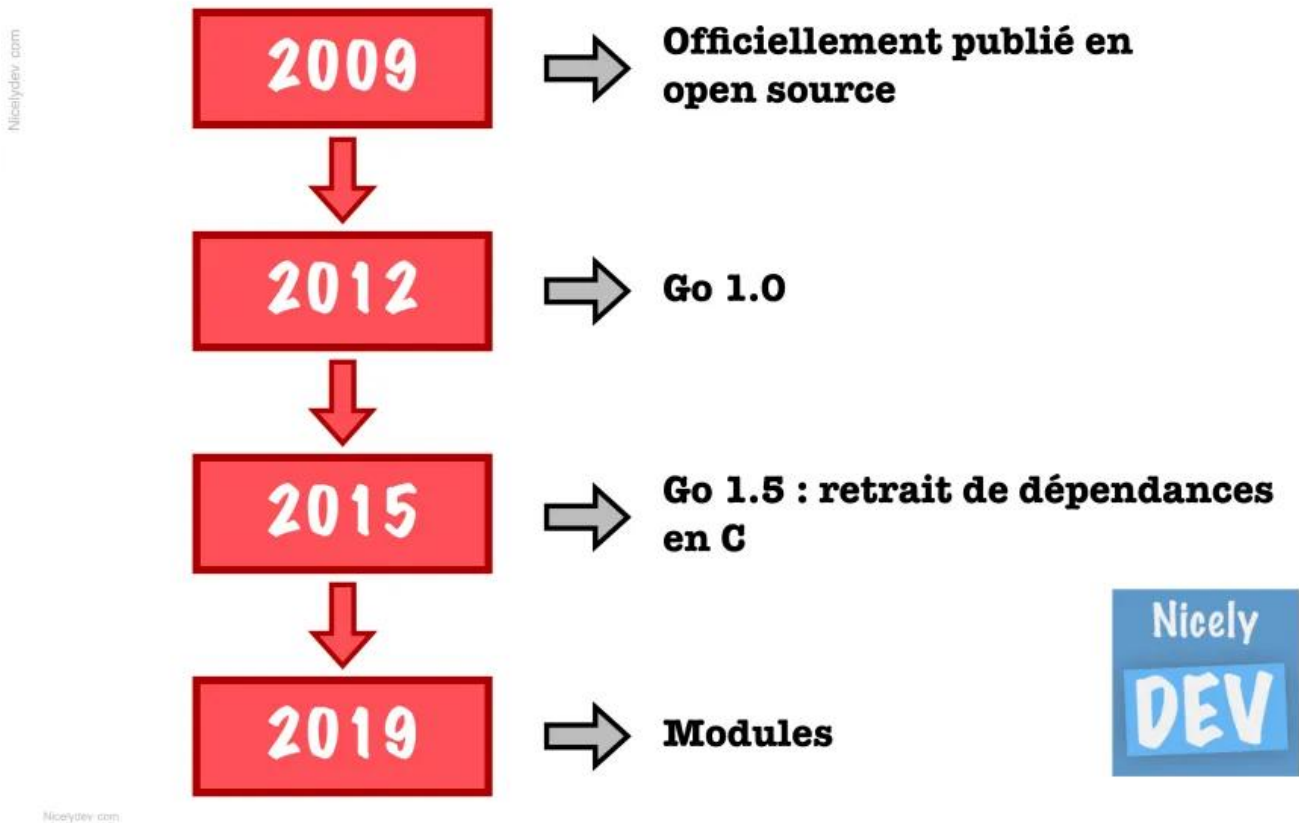 Nicelydev com
2009
Officiellement publié en
open source
2012
Go 1.0
2015
Go 1.5 : retrait de dépendances
en C
2019
Modules
Nicely
DEV
Nicelydev com